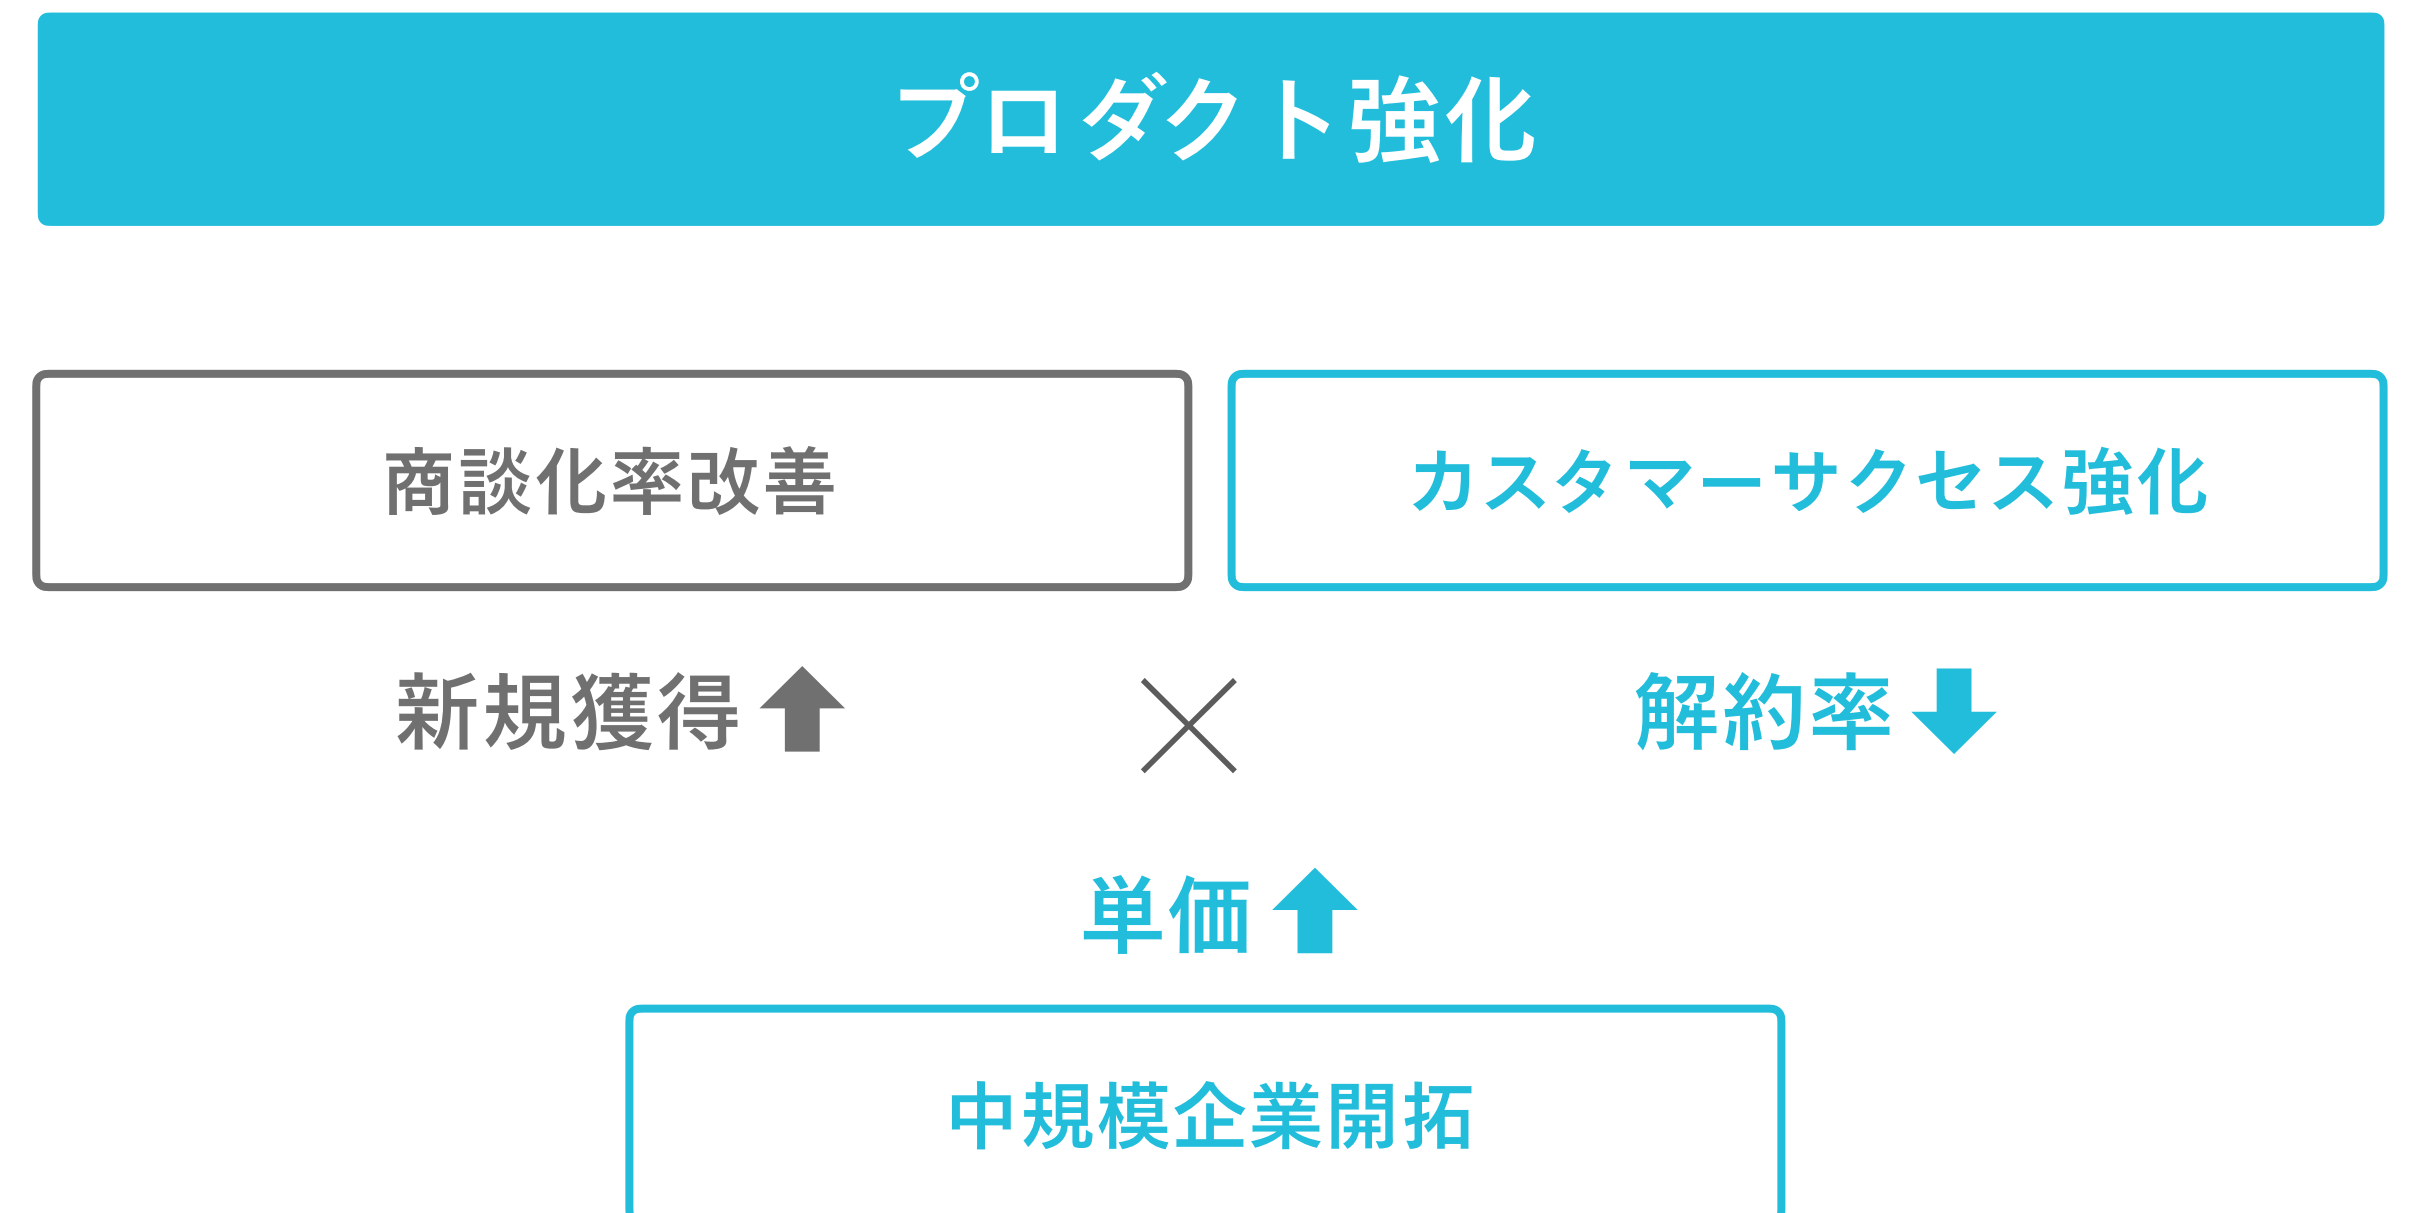 プロダクト強化
商談化率改善
カスタマーサクセス強化
新規獲得
解約率
単価
中規模企業開拓